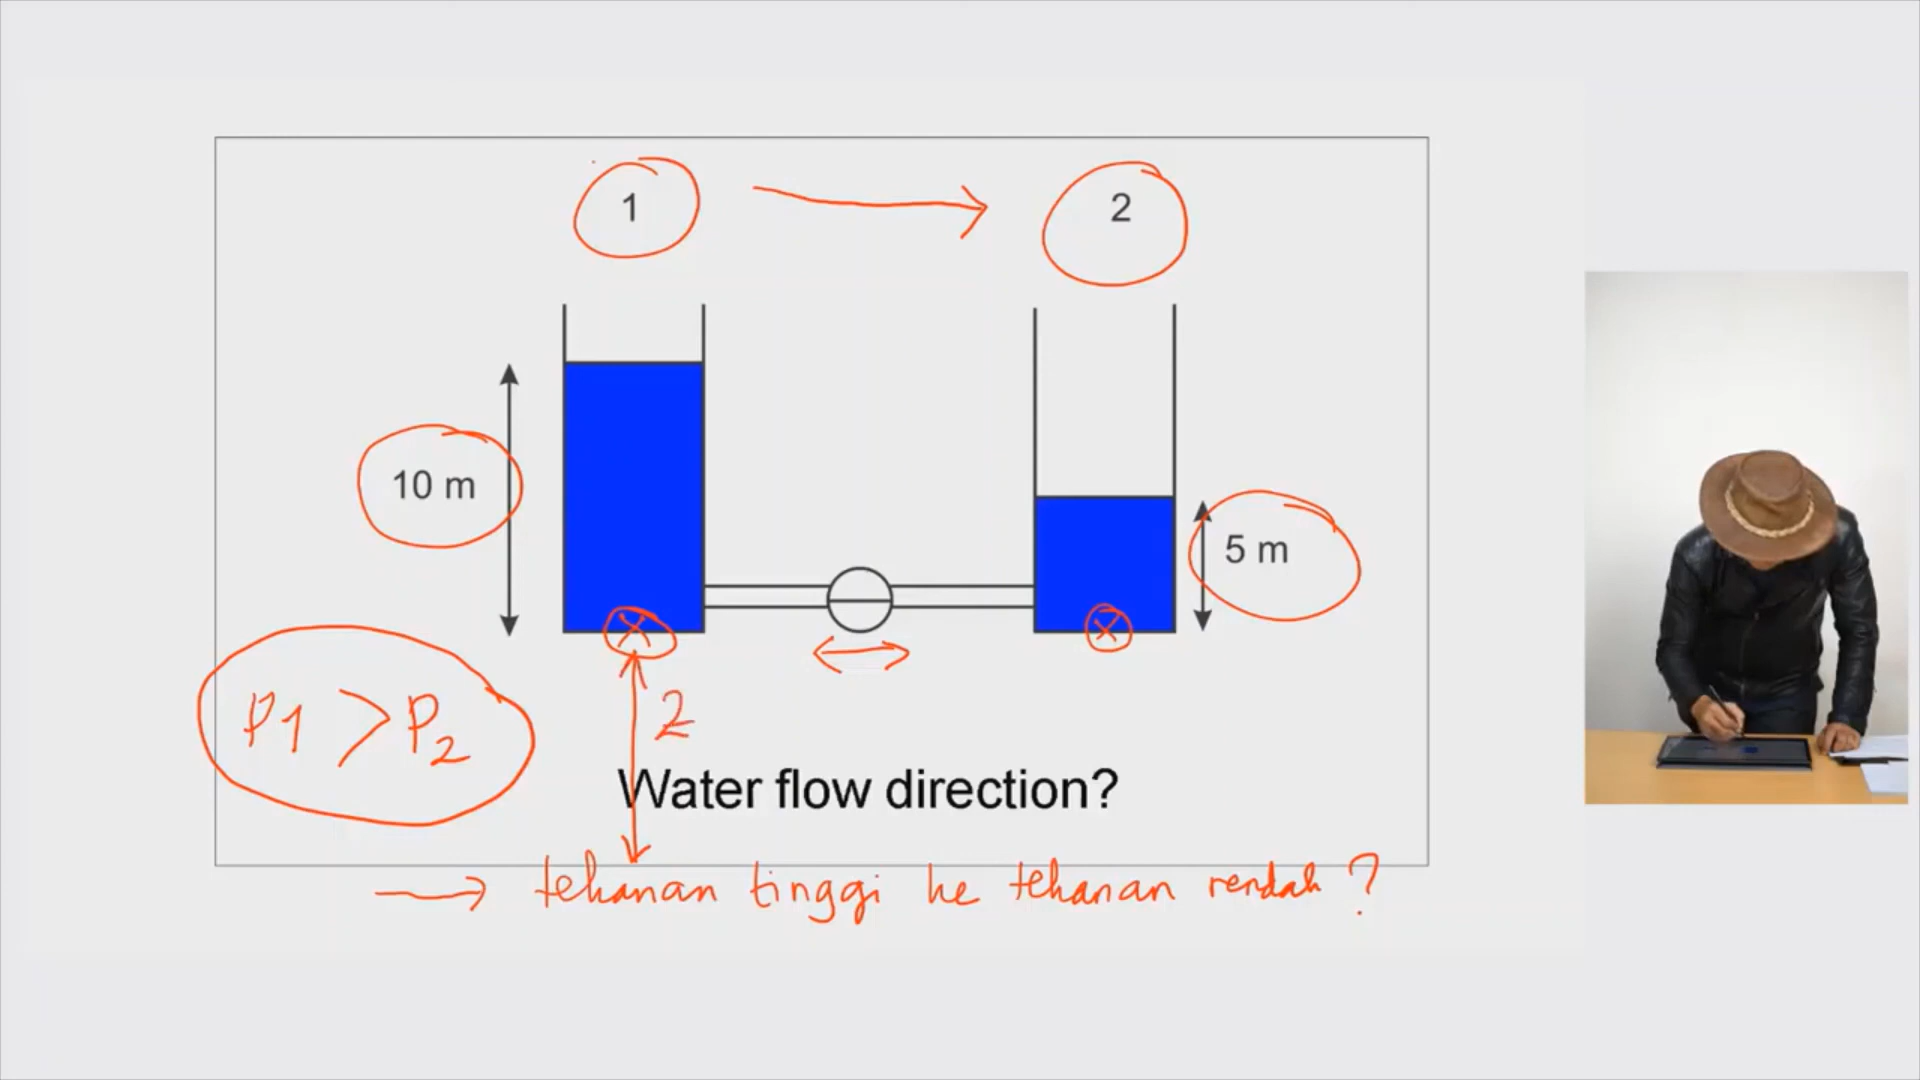 1 2
10 m
5 m
P1 > P2
2
Water flow direction?
tekanan tinggi ke tekanan rendah?